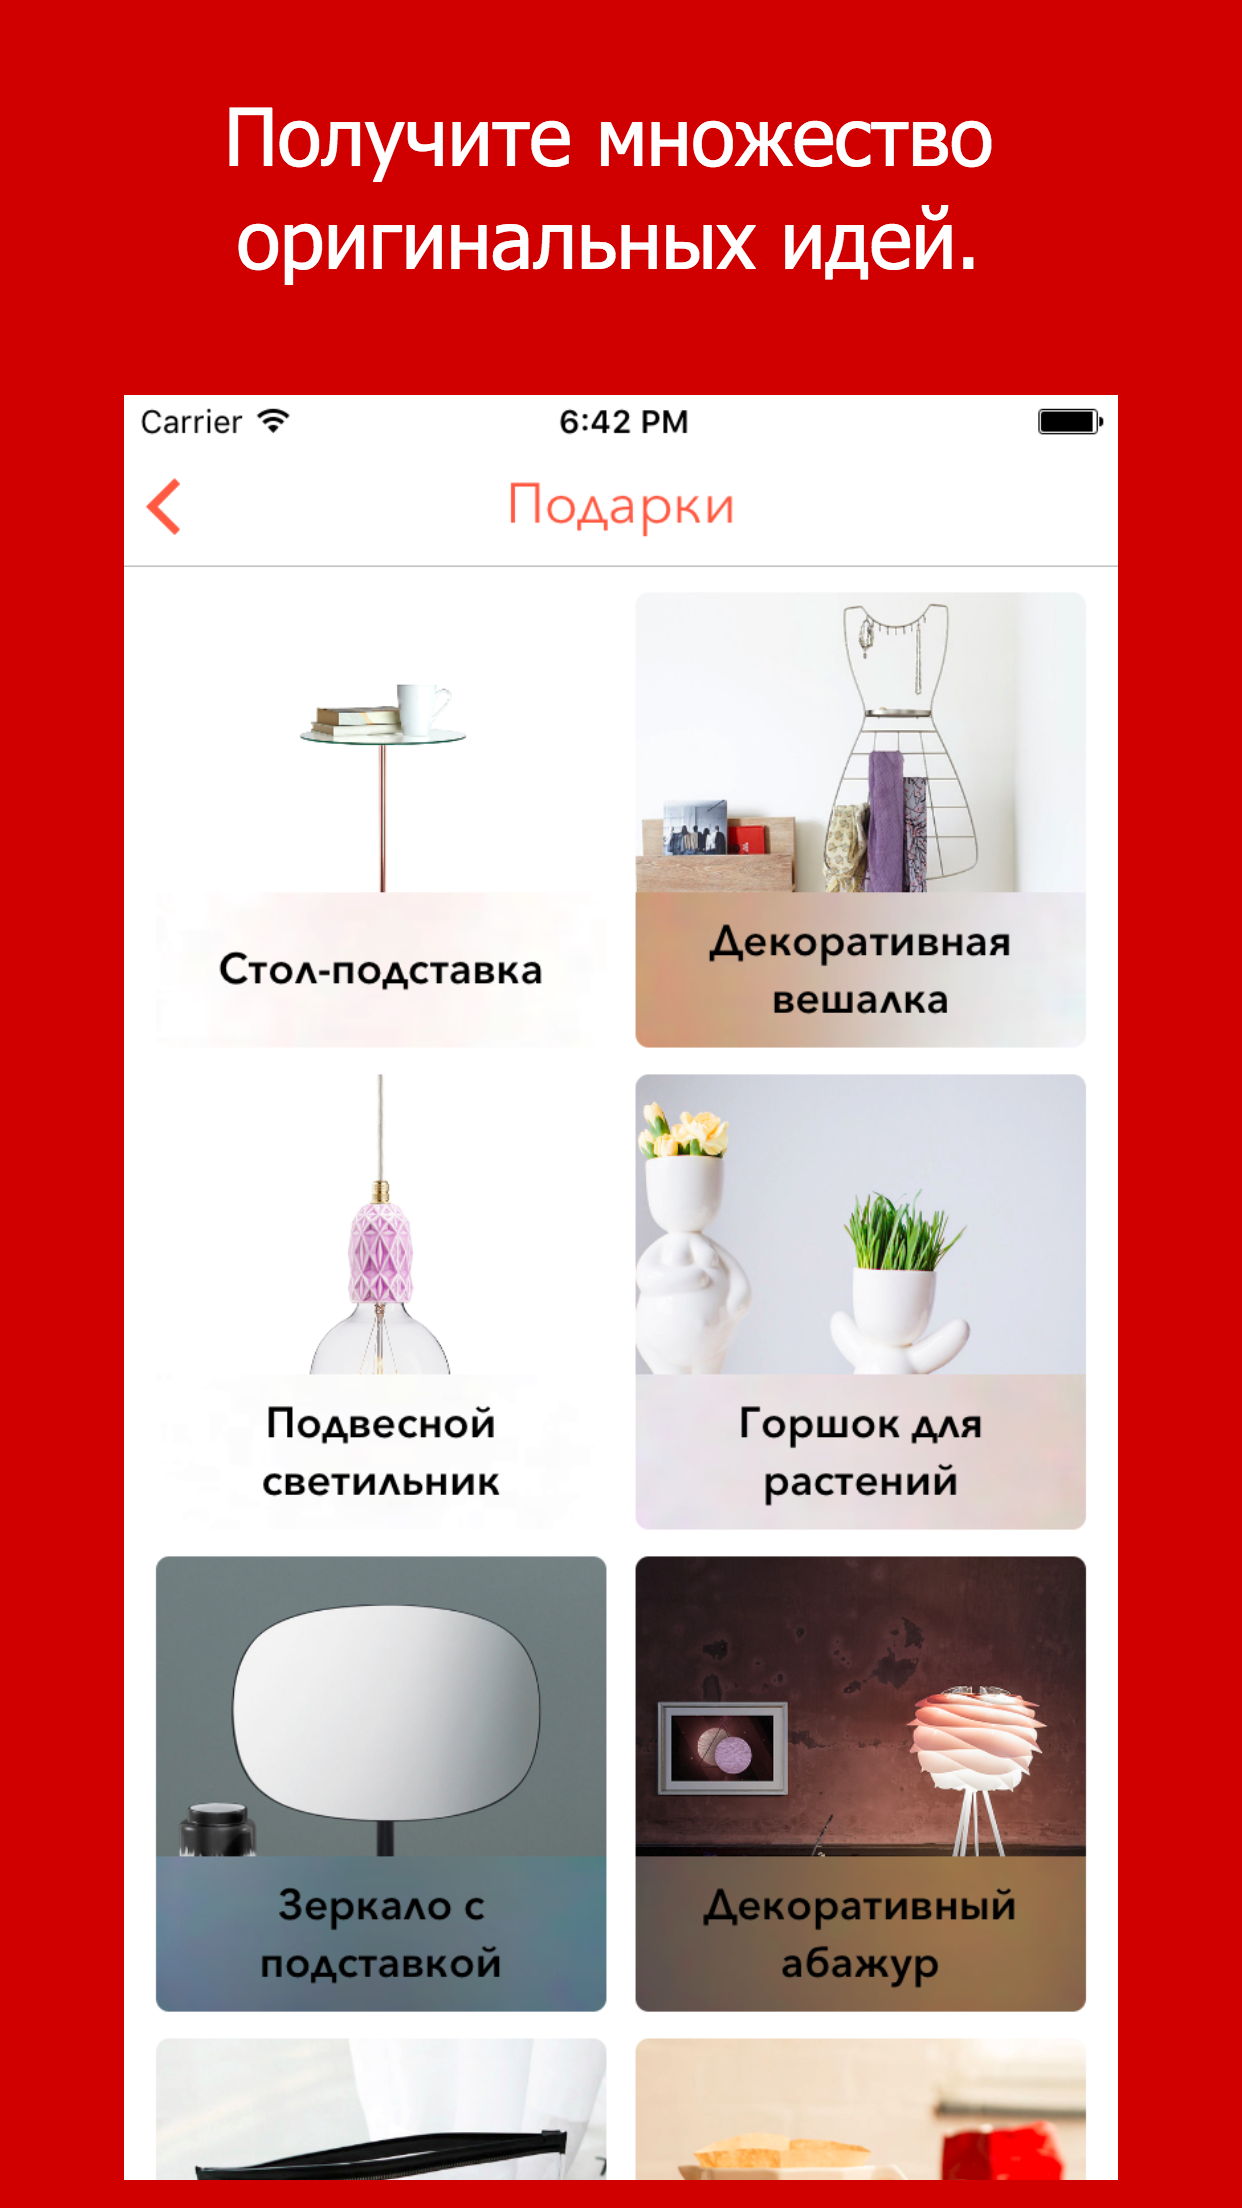 Получите множество
оригинальных идей.
Carrier 6:42 PM
Подарки
Стол-подставка
Декоративная
вешалка
Подвесной
светильник
Горшок для
растений
Зеркало с
подставкой
Декоративный
абажур